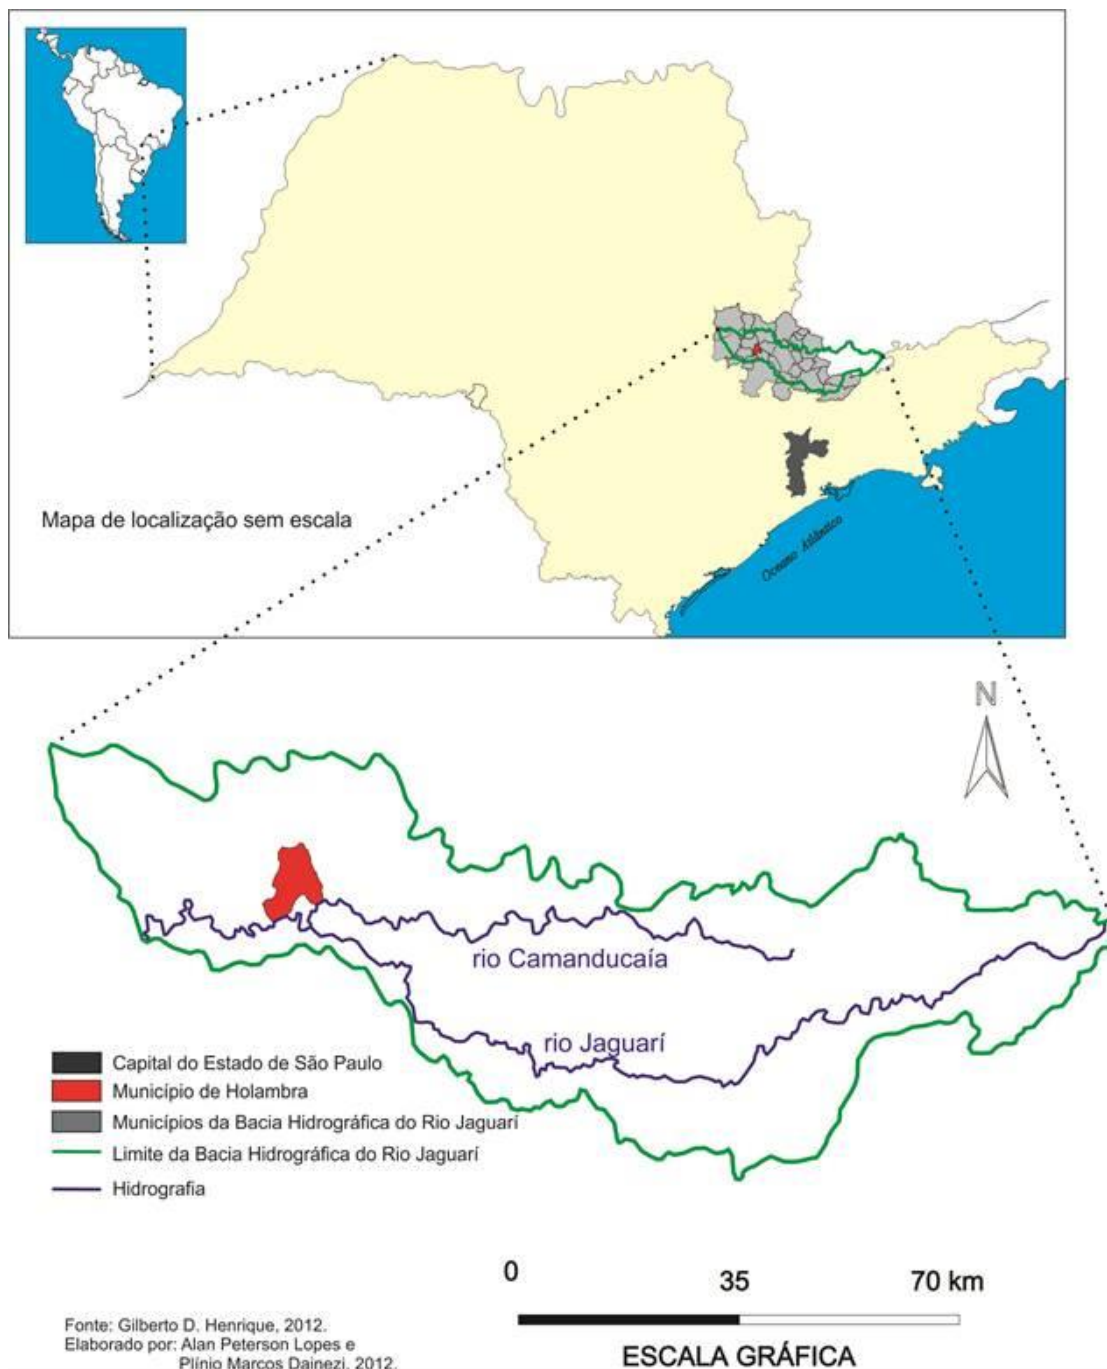 Mapa de localização sem escala
Oceano Atlântico
N
rio Camanducaía
rio Jaguarí
Capital do Estado de São Paulo
Município de Holambra
Municípios da Bacia Hidrográfica do Rio Jaguarí
Limite da Bacia Hidrográfica do Rio Jaguarí
Hidrografia
0 35 70 km
ESCALA GRÁFICA
Fonte: Gilberto D. Henrique, 2012.
Elaborado por: Alan Peterson Lopes e
Plínio Marcos Dainezi, 2012.